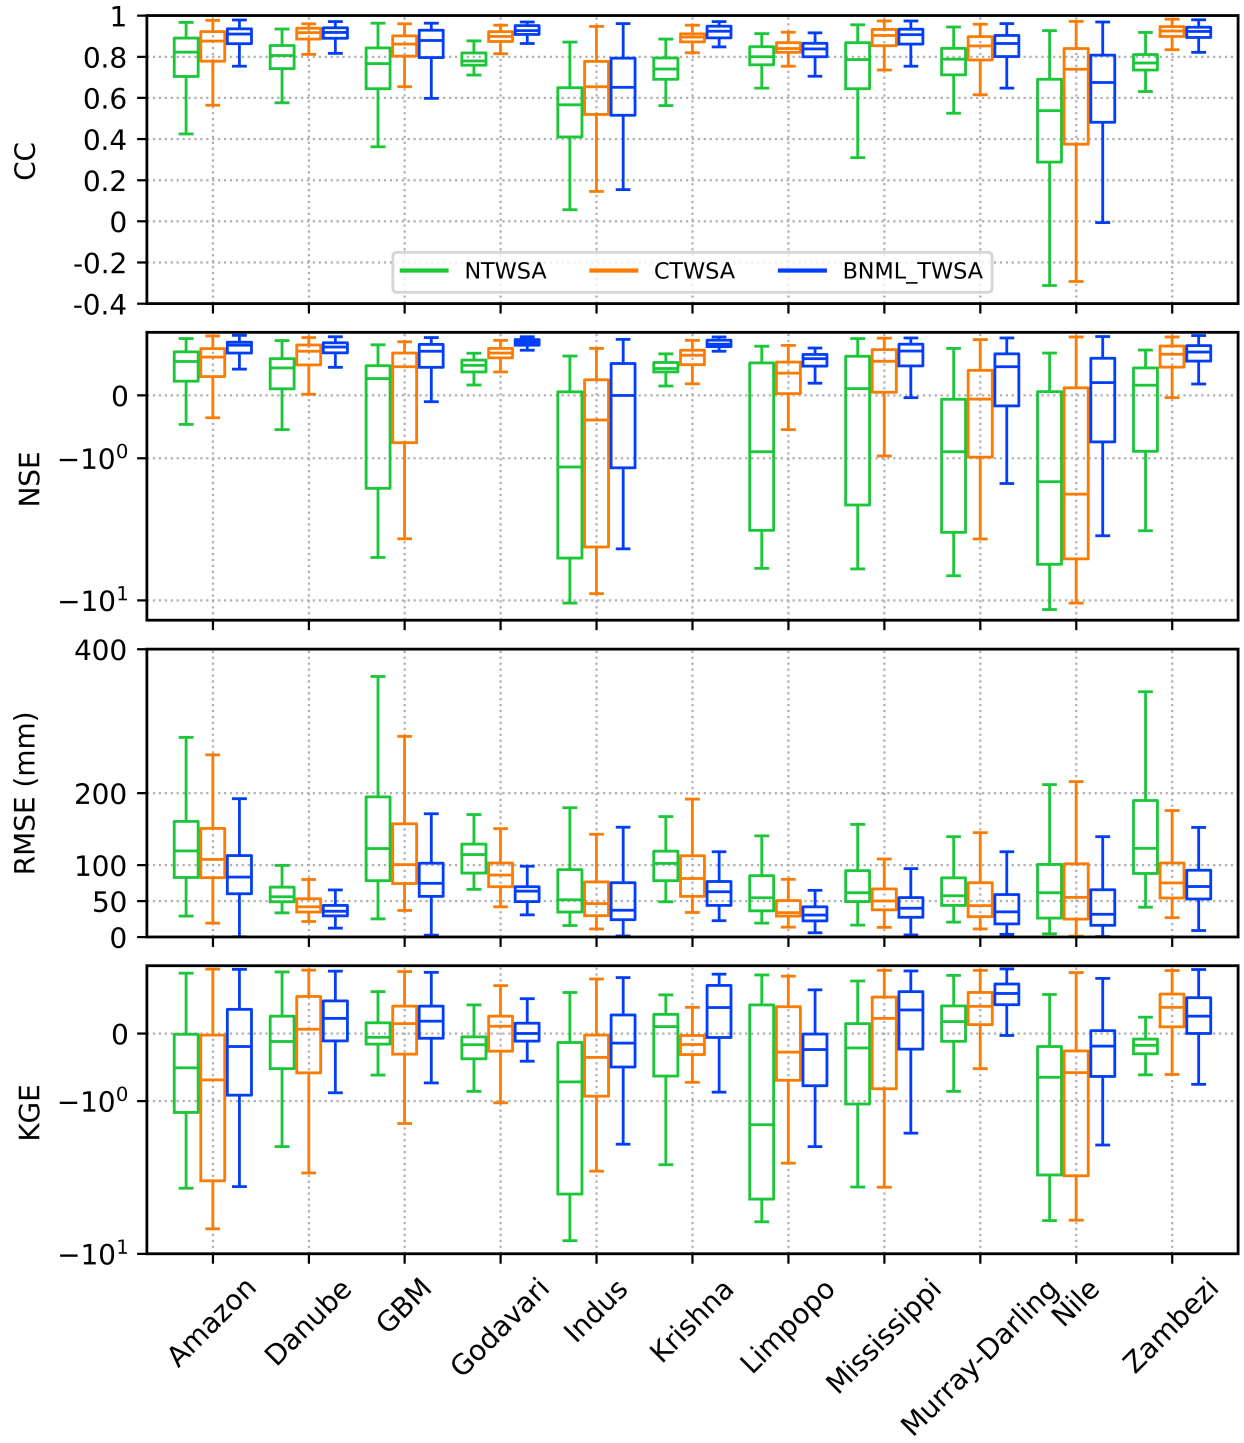 1
0.8
0.6
0.4
0.2
0
-0.2
-0.4
CC
NTWSA CTWSA BNML_TWSA
0
−10⁰
−10¹
NSE
400
200
100
50
0
RMSE (mm)
0
−10⁰
−10¹
KGE
Amazon
Danube
GBM
Godavari
Indus
Krishna
Limpopo
Mississippi
Murray-Darling
Nile
Zambezi